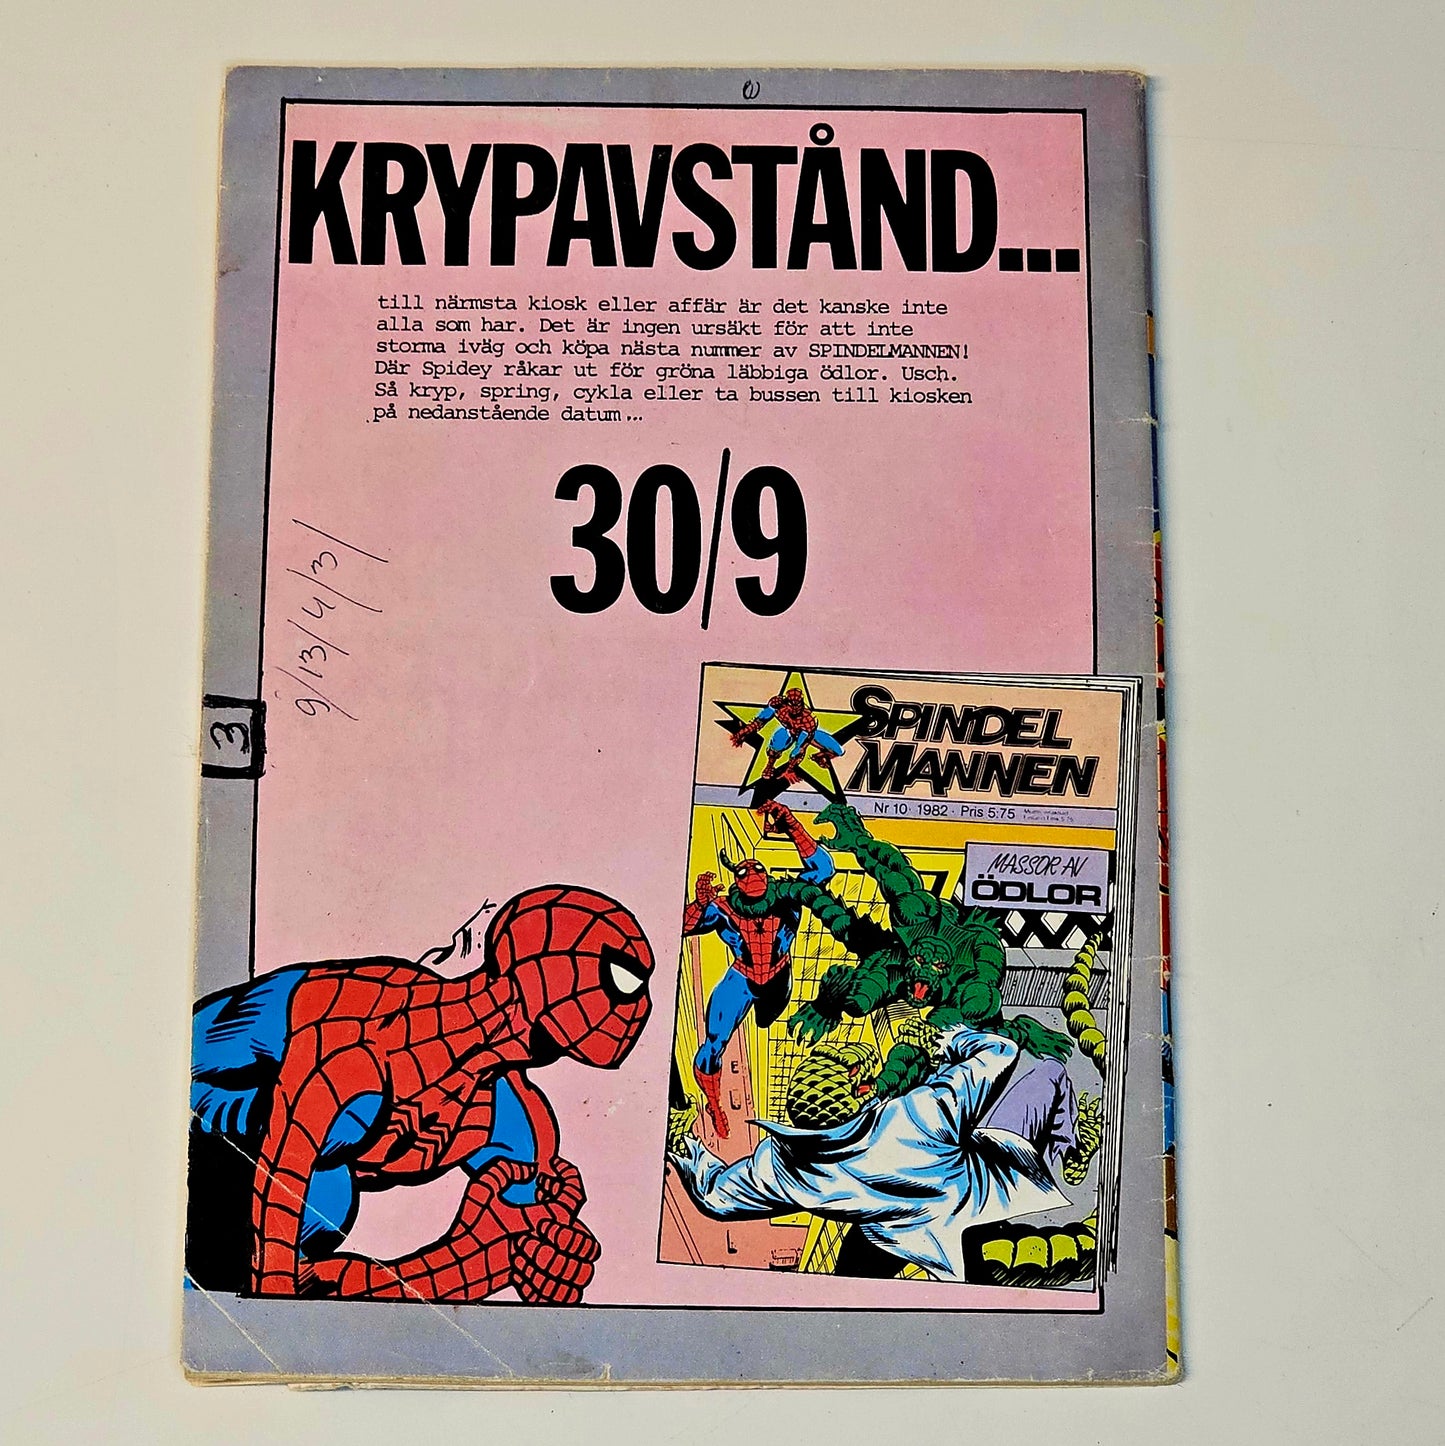 KRYPAVSTÅND...
till närmsta kiosk eller affär är det kanske inte
alla som har. Det är ingen ursäkt för att inte
storma iväg och köpa nästa nummer av SPINDELMANNEN!
Där Spidey råkar ut för gröna läbbiga ödlor. Usch.
Så kryp, spring, cykla eller ta bussen till kiosken
på nedanstående datum...
30/9
9/13/4/3/
3
SPINDEL
MANNEN
Nr 10 · 1982 · Pris 5:75
MASSOR AV
ÖDLOR